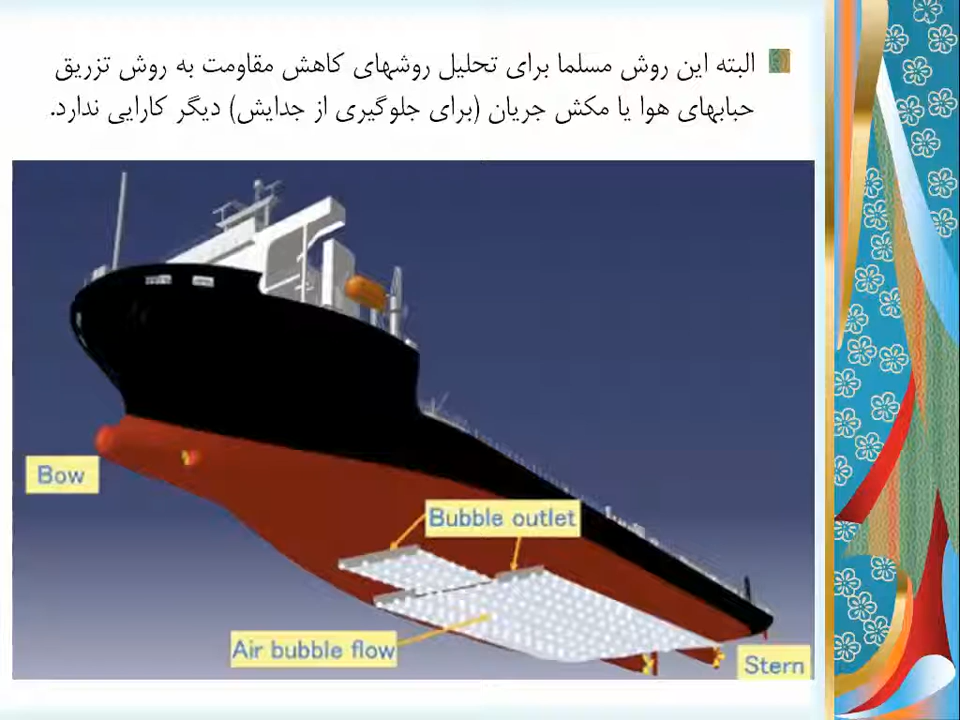 البته این روش مسلما برای تحلیل روشهای کاهش مقاومت به روش تزریق
حبابهای هوا یا مکش جریان (برای جلوگیری از جدایش) دیگر کارایی ندارد.
Bow
Bubble outlet
Air bubble flow
Stern